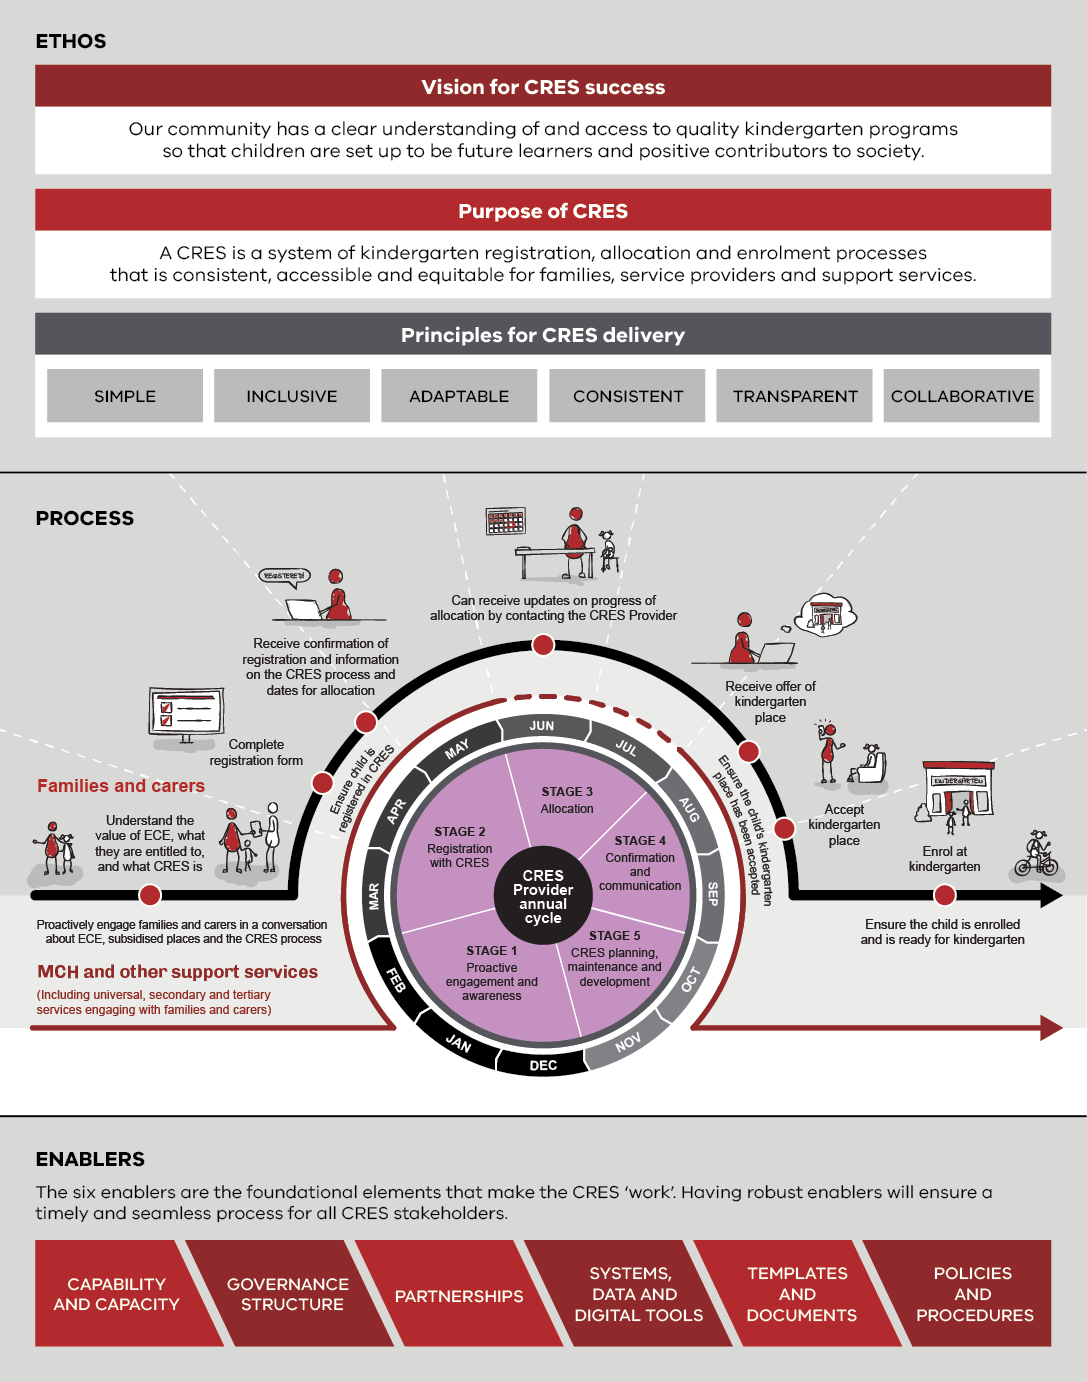 ETHOS
Vision for CRES success
Our community has a clear understanding of and access to quality kindergarten programs
so that children are set up to be future learners and positive contributors to society.
Purpose of CRES
A CRES is a system of kindergarten registration, allocation and enrolment processes
that is consistent, accessible and equitable for families, service providers and support services.
Principles for CRES delivery
SIMPLE
INCLUSIVE
ADAPTABLE
CONSISTENT
TRANSPARENT
COLLABORATIVE
PROCESS
Families and carers
Understand the
value of ECE, what
they are entitled to,
and what CRES is
Complete
registration form
REGISTERED!
Receive confirmation of
registration and information
on the CRES process and
dates for allocation
Can receive updates on progress of
allocation by contacting the CRES Provider
Receive offer of
kindergarten
place
Accept
kindergarten
place
KINDERGARTEN
Enrol at
kindergarten
Proactively engage families and carers in a conversation
about ECE, subsidised places and the CRES process
MCH and other support services
(Including universal, secondary and tertiary
services engaging with families and carers)
Ensure child is
registered in CRES
Ensure the child's kindergarten
place has been accepted
Ensure the child is enrolled
and is ready for kindergarten
JAN
FEB
MAR
APR
MAY
JUN
JUL
AUG
SEP
OCT
NOV
DEC
CRES
Provider
annual
cycle
STAGE 1
Proactive
engagement and
awareness
STAGE 2
Registration
with CRES
STAGE 3
Allocation
STAGE 4
Confirmation
and
communication
STAGE 5
CRES planning,
maintenance and
development
ENABLERS
The six enablers are the foundational elements that make the CRES ‘work’. Having robust enablers will ensure a
timely and seamless process for all CRES stakeholders.
CAPABILITY
AND CAPACITY
GOVERNANCE
STRUCTURE
PARTNERSHIPS
SYSTEMS,
DATA AND
DIGITAL TOOLS
TEMPLATES
AND
DOCUMENTS
POLICIES
AND
PROCEDURES